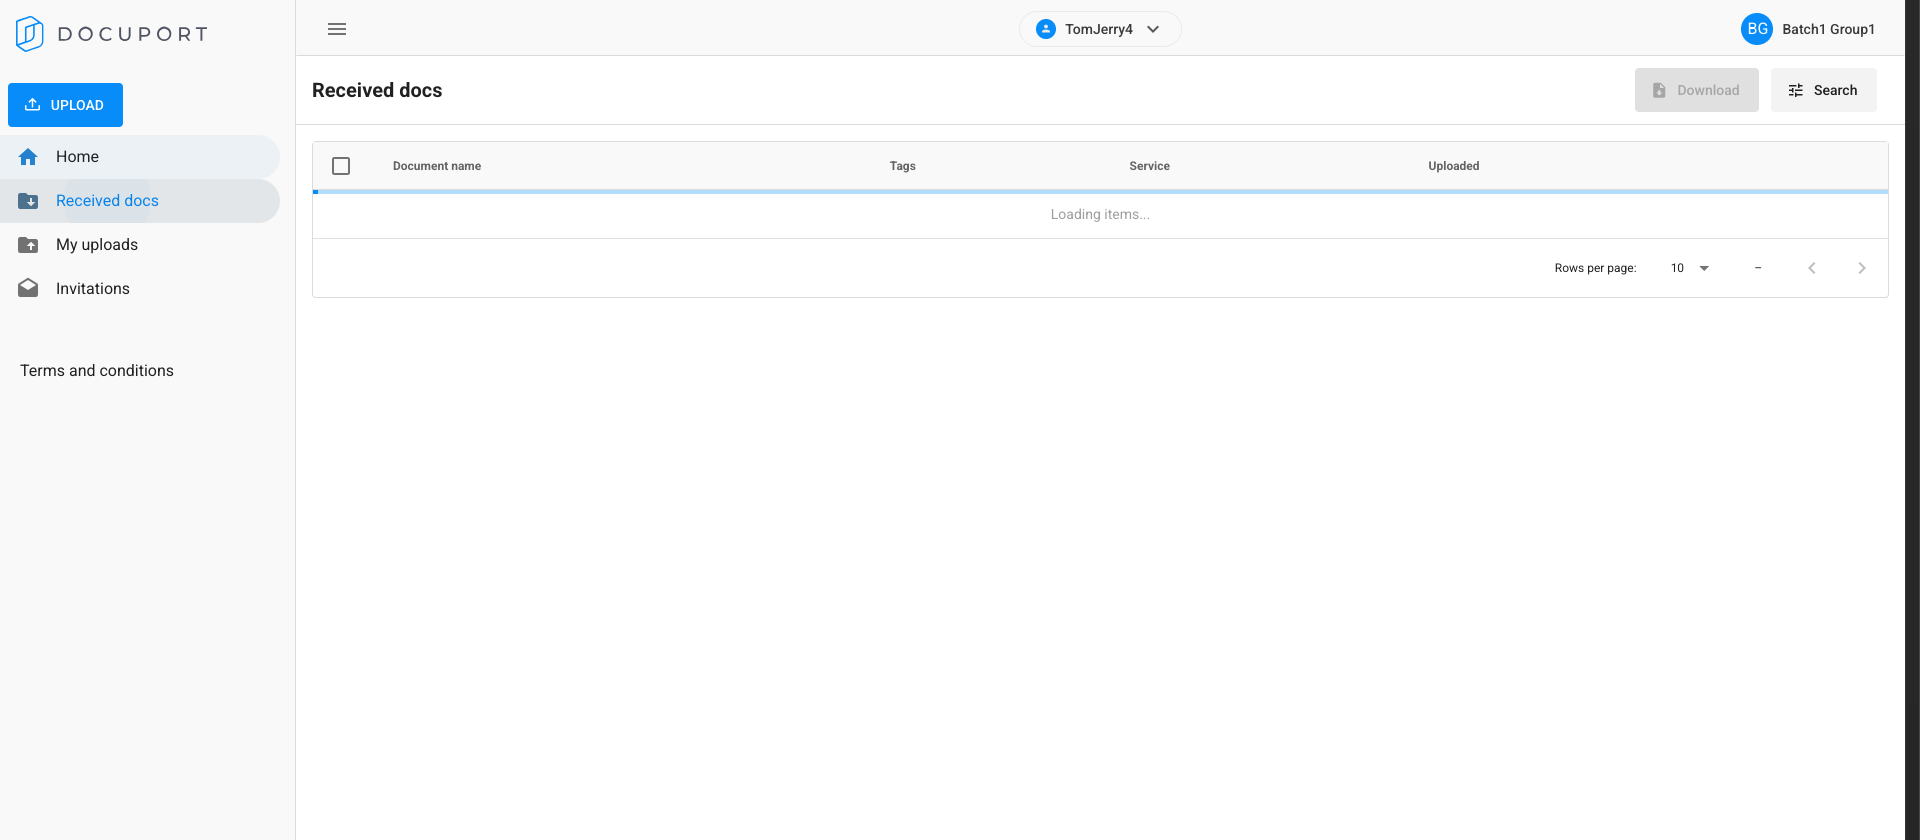 DOCUPORT
UPLOAD
Home
Received docs
My uploads
Invitations
Terms and conditions
TomJerry4
BG Batch1 Group1
Received docs
Download
Search
Document name Tags Service Uploaded
Loading items...
Rows per page: 10 –